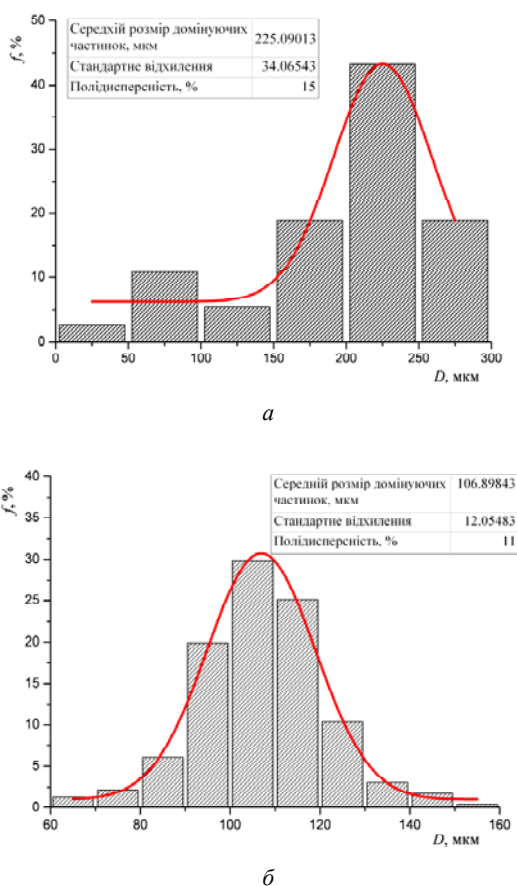 f, %
50
40
30
20
10
0
Середхій розмір домінуючих
частинок, мкм
225.09013
Стандартне відхилення 34.06543
Полідисперсність, % 15
0 50 100 150 200 250 300
D, мкм
а
f, %
40
35
30
25
20
15
10
5
0
Середній розмір домінуючих 106.89843
частинок, мкм
Стандартне відхилення 12.05483
Полідисперсність, % 11
60 80 100 120 140 160
D, мкм
б